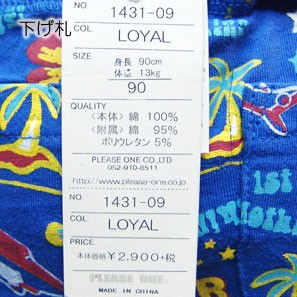 下げ札
NO. 1431-09
COL. LOYAL
SIZE. 身長 90cm
体重 13kg
90
QUALITY. 〈本体〉綿 100%
〈附属〉綿 95%
ポリウレタン 5%
PLEASE ONE CO.,LTD
052-910-8511
http://www.please-one.co.jp
NO. 1431-09
COL. LOYAL
PRICE. 本体価格 ¥2,900+税
PLEASE ONE.
MADE IN CHINA
1st